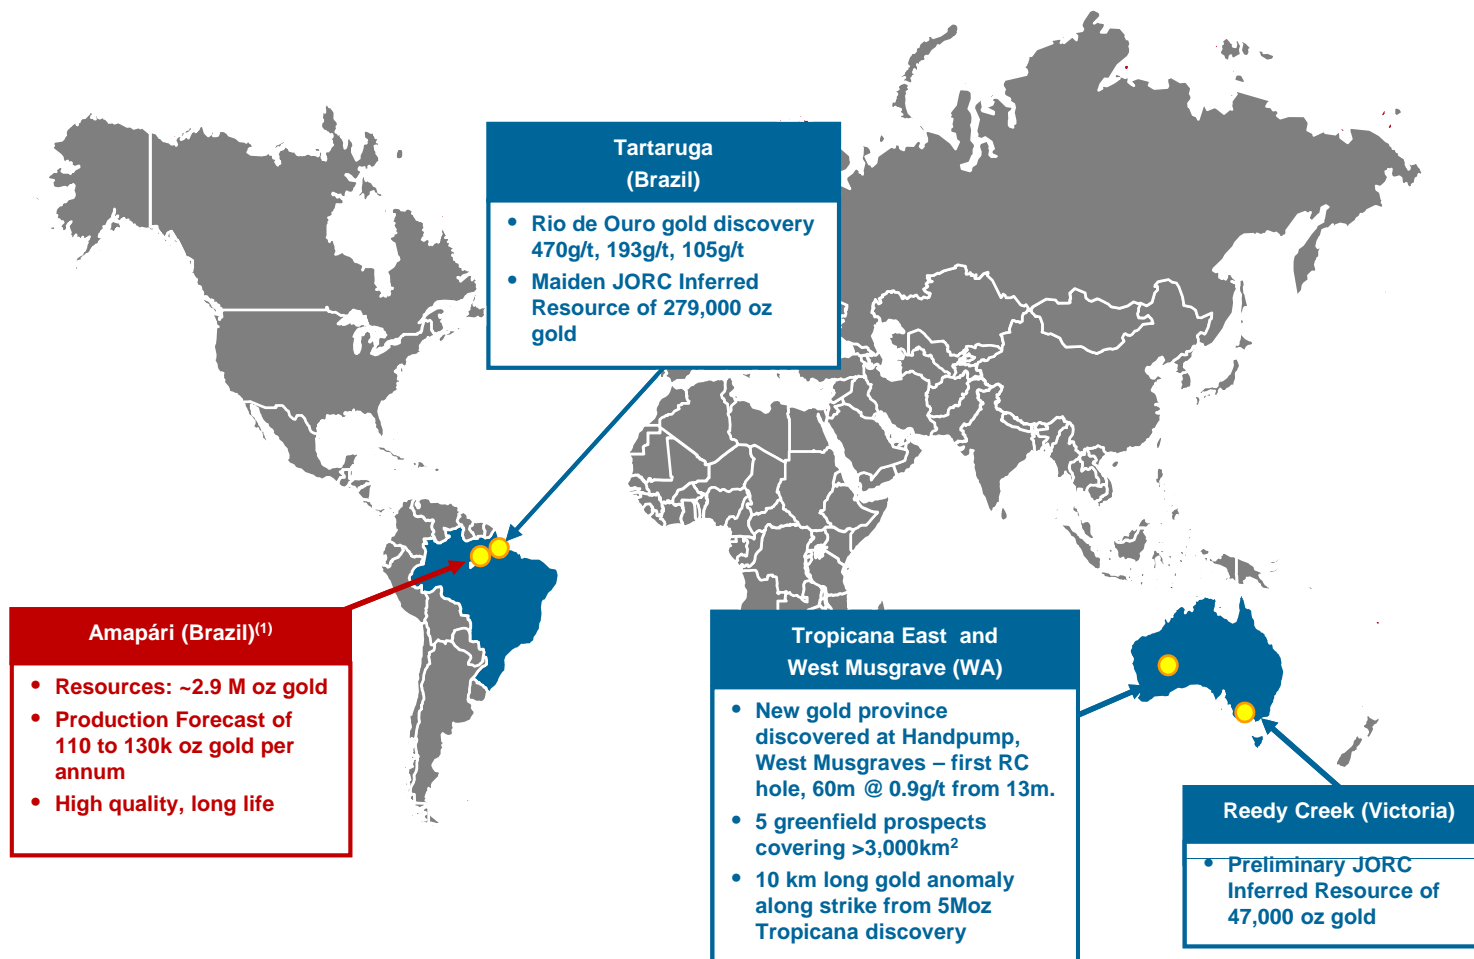 Tartaruga
(Brazil)
• Rio de Ouro gold discovery
470g/t, 193g/t, 105g/t
• Maiden JORC Inferred
Resource of 279,000 oz
gold
Amapári (Brazil)(1)
• Resources: ~2.9 M oz gold
• Production Forecast of
110 to 130k oz gold per
annum
• High quality, long life
Tropicana East and
West Musgrave (WA)
• New gold province
discovered at Handpump,
West Musgraves – first RC
hole, 60m @ 0.9g/t from 13m.
• 5 greenfield prospects
covering >3,000km2
• 10 km long gold anomaly
along strike from 5Moz
Tropicana discovery
Reedy Creek (Victoria)
• Preliminary JORC
Inferred Resource of
47,000 oz gold